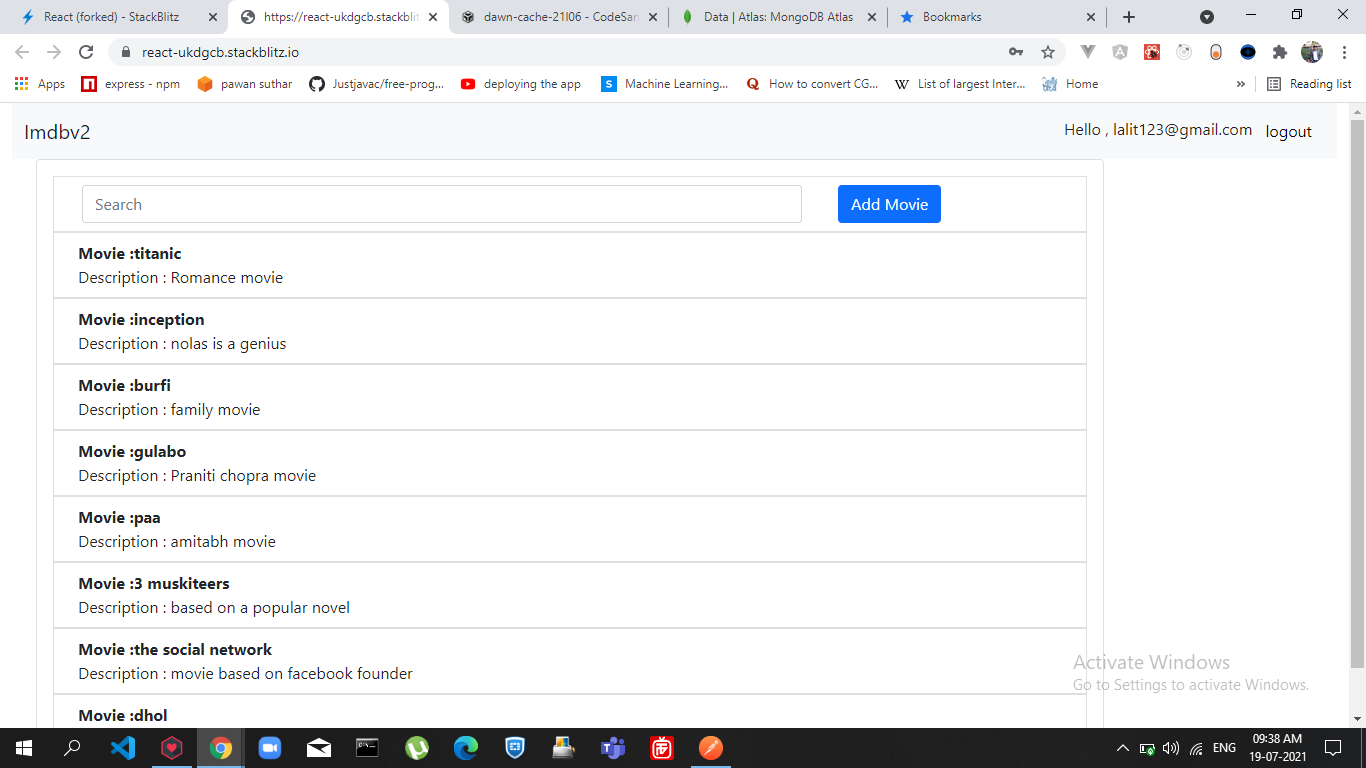 React (forked) - StackBlitz
https://react-ukdgcb.stackblit
dawn-cache-21l06 - CodeSan
Data | Atlas: MongoDB Atlas
Bookmarks
react-ukdgcb.stackblitz.io
Apps
express - npm
pawan suthar
Justjavac/free-prog...
deploying the app
Machine Learning...
How to convert CG...
List of largest Inter...
Home
»
Reading list
Imdbv2
Hello , lalit123@gmail.com
logout
Search
Add Movie
Movie :titanic
Description : Romance movie
Movie :inception
Description : nolas is a genius
Movie :burfi
Description : family movie
Movie :gulabo
Description : Praniti chopra movie
Movie :paa
Description : amitabh movie
Movie :3 muskiteers
Description : based on a popular novel
Movie :the social network
Description : movie based on facebook founder
Movie :dhol
Activate Windows
Go to Settings to activate Windows.
ENG
09:38 AM
19-07-2021